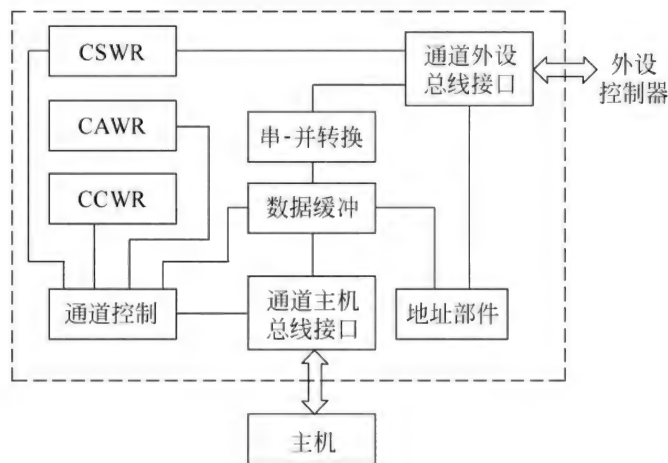 CSWR
通道外设
总线接口
外设
控制器
CAWR
串-并转换
CCWR
数据缓冲
通道控制
通道主机
总线接口
地址部件
主机